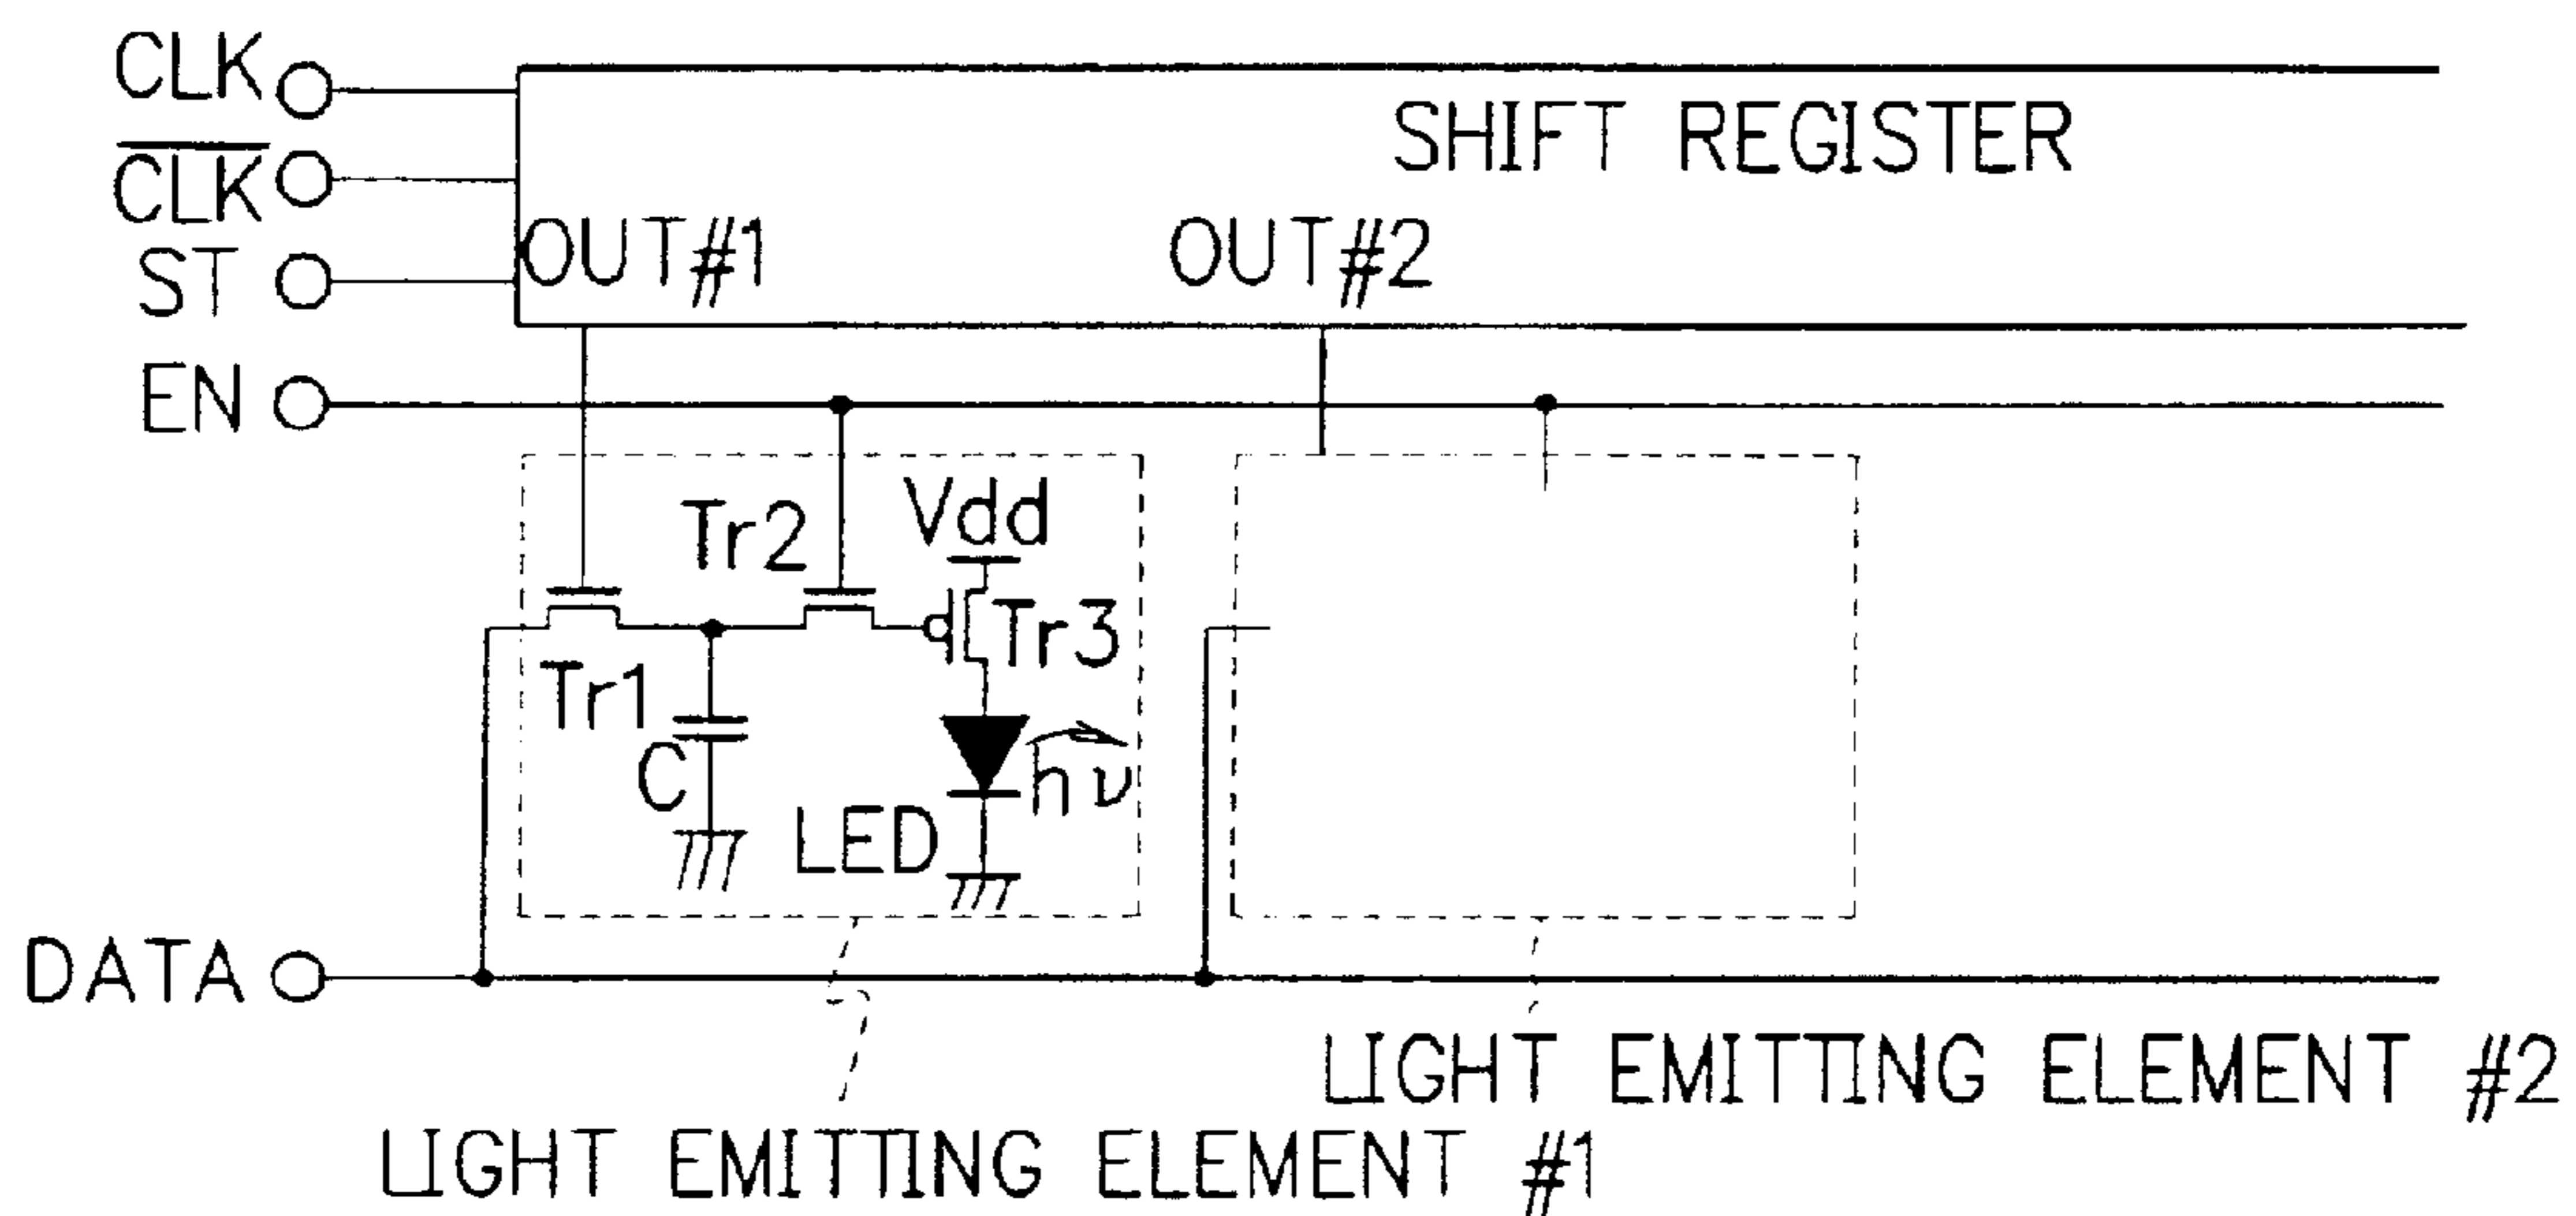 CLK
SHIFT REGISTER
C̅L̅K̅
OUT#1 OUT#2
ST
EN
Vdd
Tr2
Tr3
Tr1
C
hν
LED
DATA
LIGHT EMITTING ELEMENT #2
LIGHT EMITTING ELEMENT #1